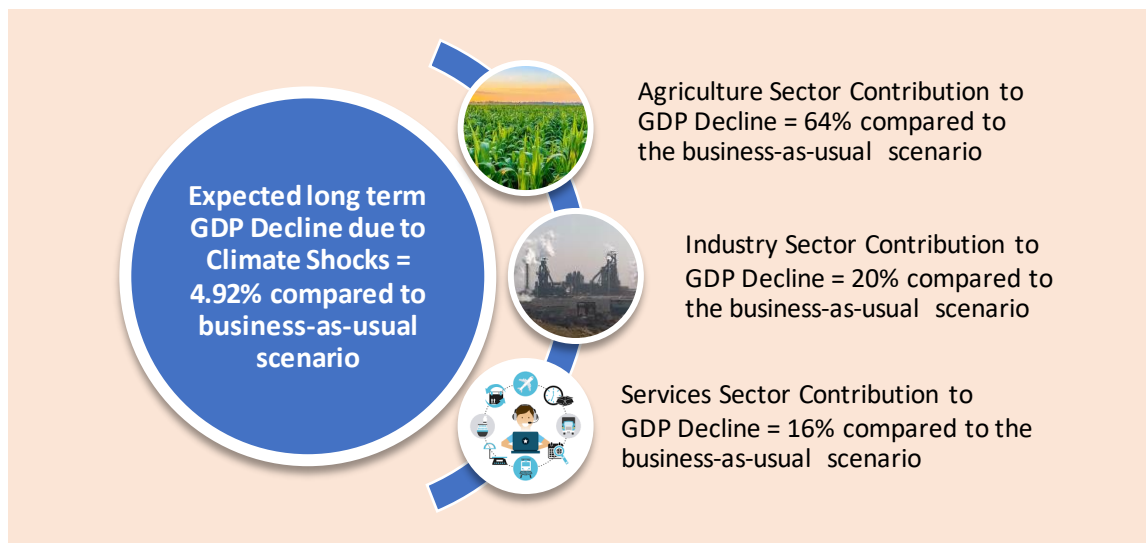 Expected long term
GDP Decline due to
Climate Shocks =
4.92% compared to
business-as-usual
scenario
Agriculture Sector Contribution to
GDP Decline = 64% compared to
the business-as-usual scenario
Industry Sector Contribution to
GDP Decline = 20% compared to
the business-as-usual scenario
Services Sector Contribution to
GDP Decline = 16% compared to the
business-as-usual scenario